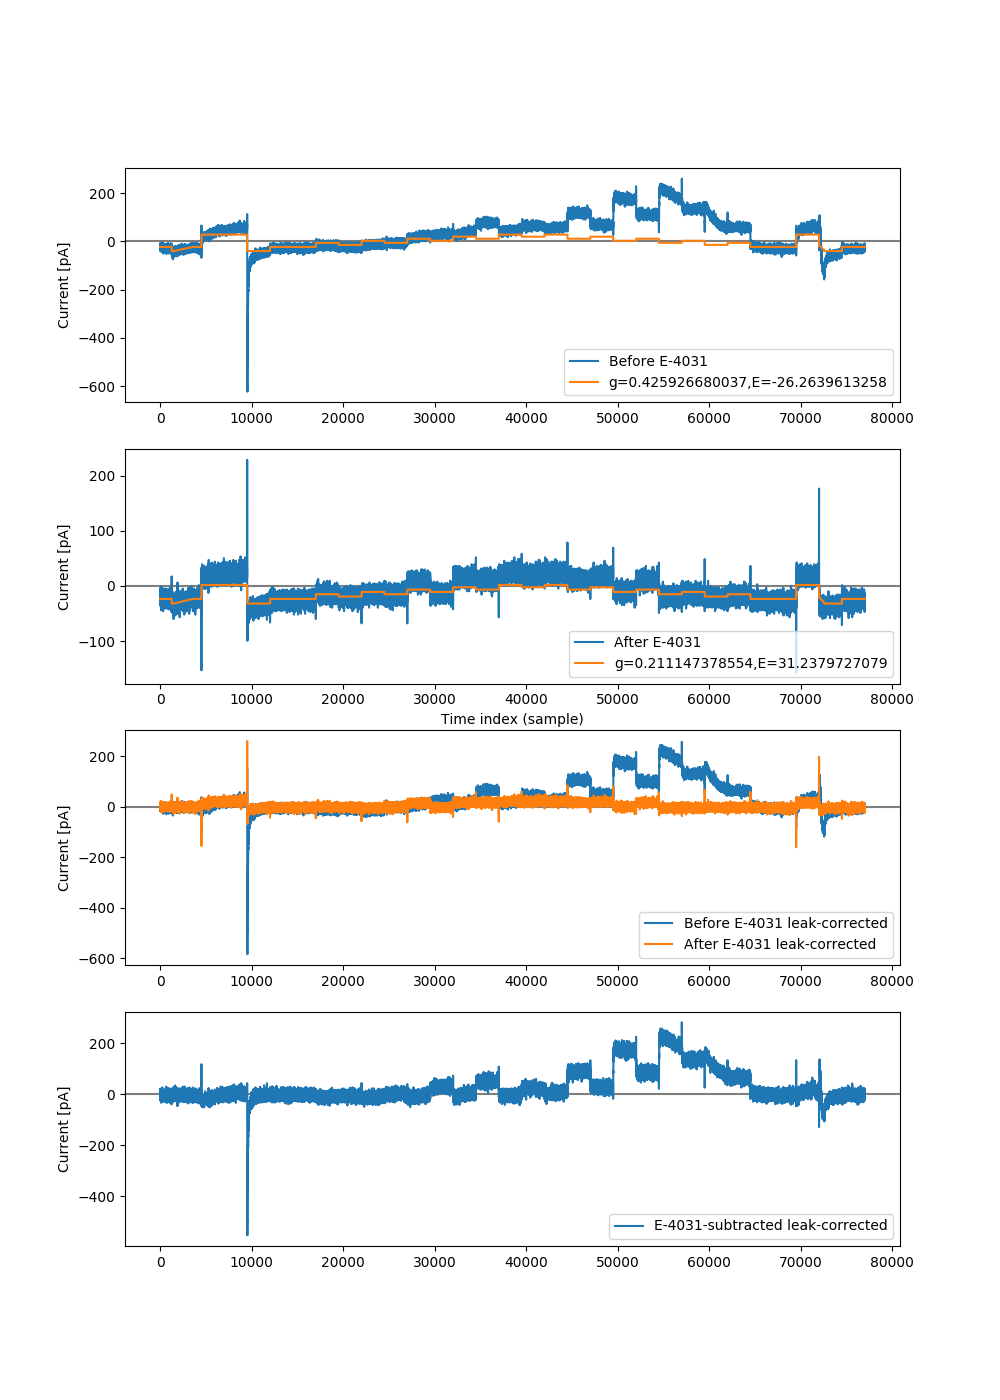 200
0
−200
−400
−600
Current [pA]
Before E-4031
g=0.425926680037,E=-26.2639613258
0 10000 20000 30000 40000 50000 60000 70000 80000
200
100
0
−100
Current [pA]
After E-4031
g=0.211147378554,E=31.2379727079
0 10000 20000 30000 40000 50000 60000 70000 80000
Time index (sample)
200
0
−200
−400
−600
Current [pA]
Before E-4031 leak-corrected
After E-4031 leak-corrected
0 10000 20000 30000 40000 50000 60000 70000 80000
200
0
−200
−400
Current [pA]
E-4031-subtracted leak-corrected
0 10000 20000 30000 40000 50000 60000 70000 80000